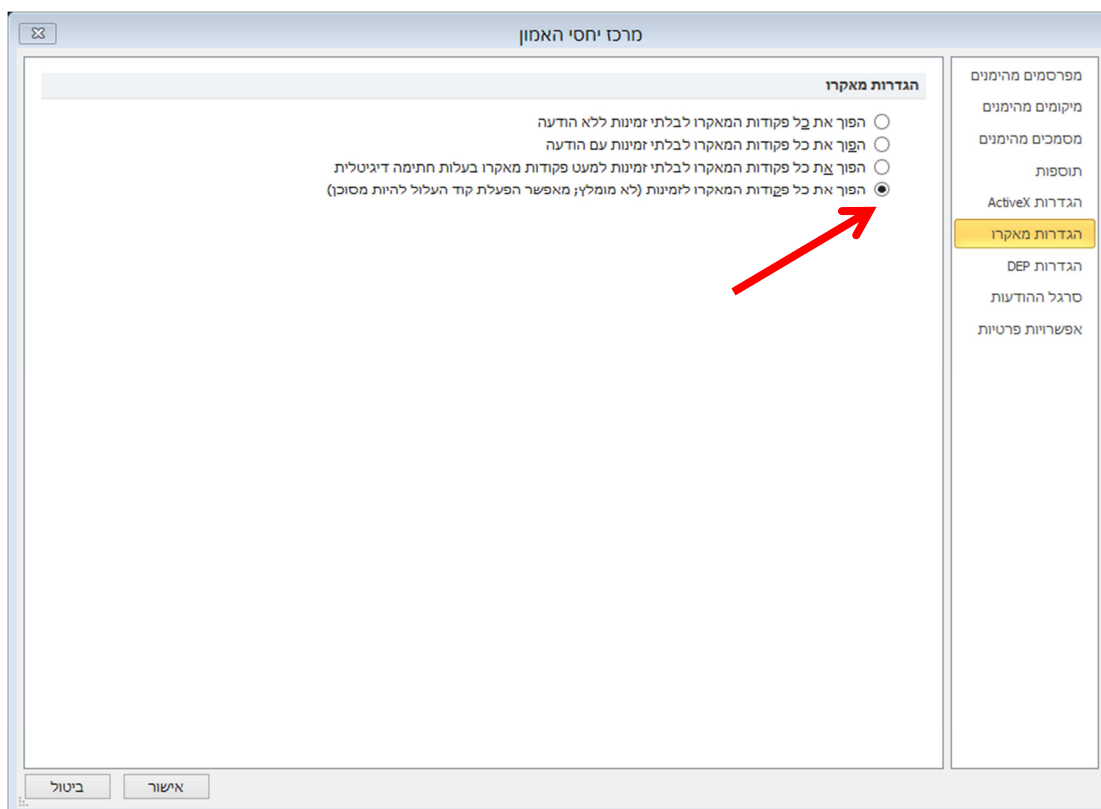 מרכז יחסי האמון
מפרסמים מהימנים
מיקומים מהימנים
מסמכים מהימנים
תוספות
הגדרות ActiveX
הגדרות מאקרו
הגדרות DEP
סרגל ההודעות
אפשרויות פרטיות
הגדרות מאקרו
הפוך את כל פקודות המאקרו לבלתי זמינות ללא הודעה
הפוך את כל פקודות המאקרו לבלתי זמינות עם הודעה
הפוך את כל פקודות המאקרו לבלתי זמינות למעט פקודות מאקרו בעלות חתימה דיגיטלית
הפוך את כל פקודות המאקרו לזמינות (לא מומלץ; מאפשר הפעלת קוד העלול להיות מסוכן)
אישור
ביטול